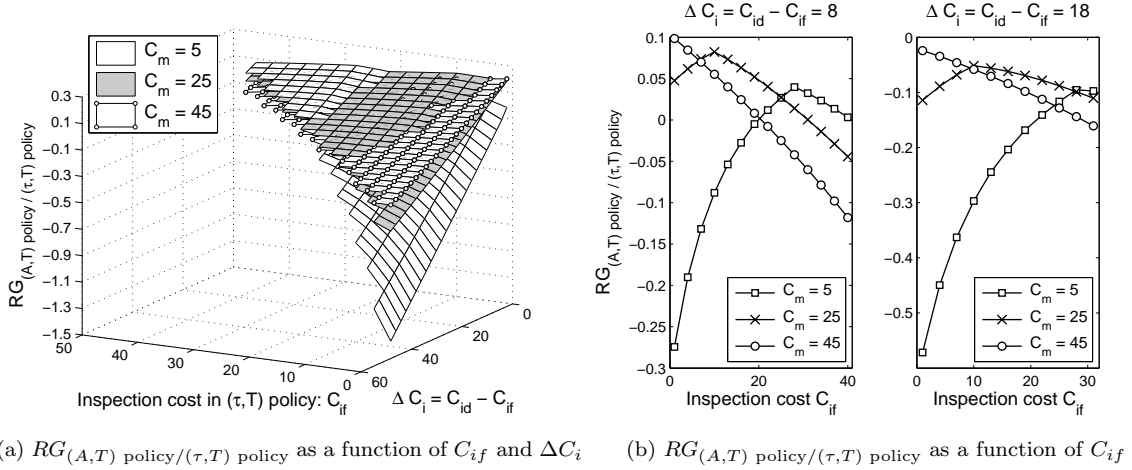 ΔC_i = C_id − C_if = 8
ΔC_i = C_id − C_if = 18
C_m = 5
C_m = 25
C_m = 45
0.3
0.1
−0.1
−0.3
−0.5
−0.7
−0.9
−1.1
−1.3
−1.5
RG_(A,T) policy / (τ,T) policy
50
40
30
20
10
0
60
40
20
0
Inspection cost in (τ,T) policy: C_if
ΔC_i = C_id − C_if
0.1
0.05
0
−0.05
−0.1
−0.15
−0.2
−0.25
−0.3
RG_(A,T) policy / (τ,T) policy
0
20
40
Inspection cost C_if
C_m = 5
C_m = 25
C_m = 45
0
−0.1
−0.2
−0.3
−0.4
−0.5
0
10
20
30
Inspection cost C_if
C_m = 5
C_m = 25
C_m = 45
a) RG_(A,T) policy/(τ,T) policy as a function of C_if and ΔC_i
(b) RG_(A,T) policy/(τ,T) policy as a function of C_if